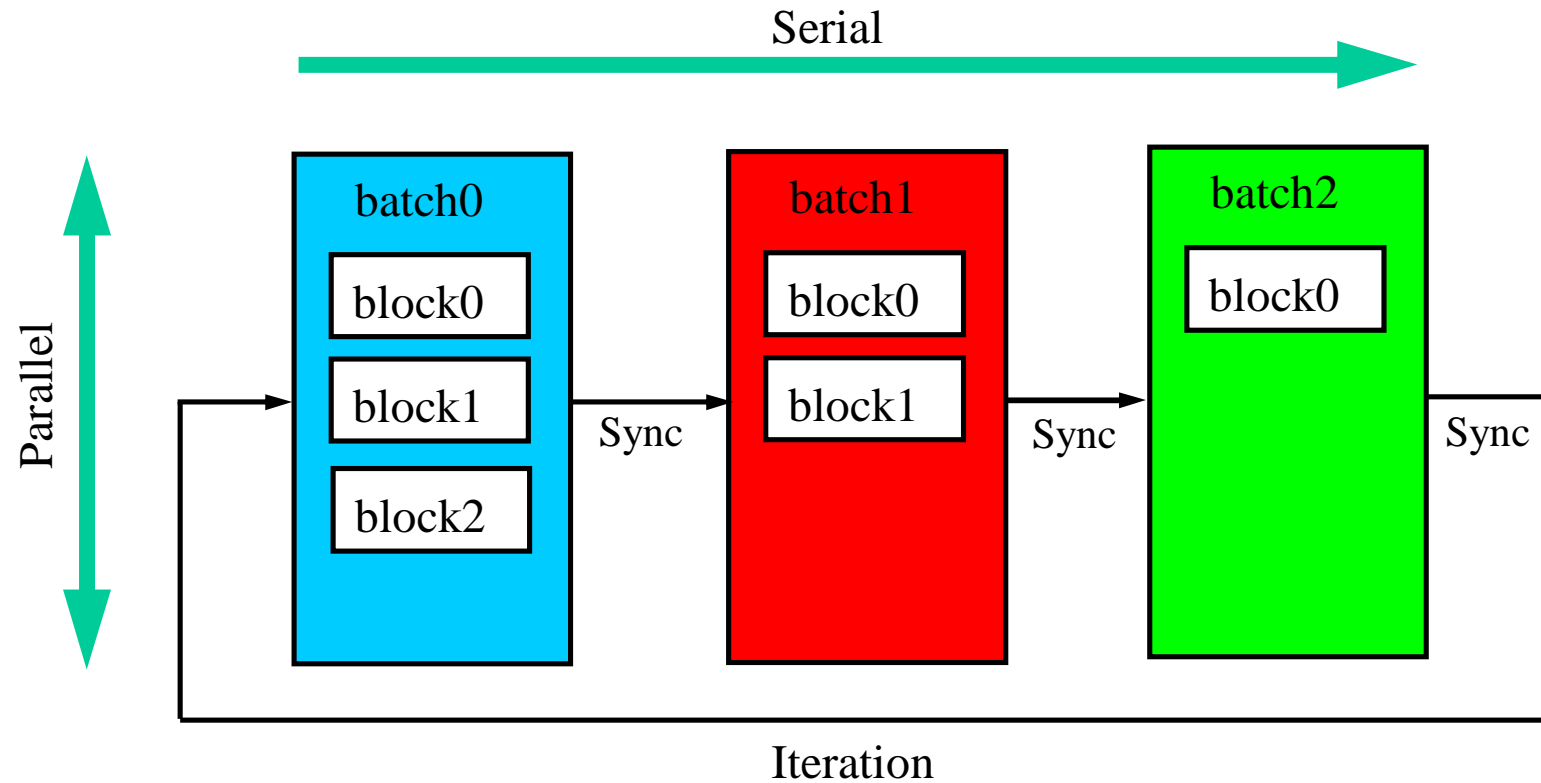 Serial
Parallel
batch0
block0
block1
block2
Sync
batch1
block0
block1
Sync
batch2
block0
Sync
Iteration